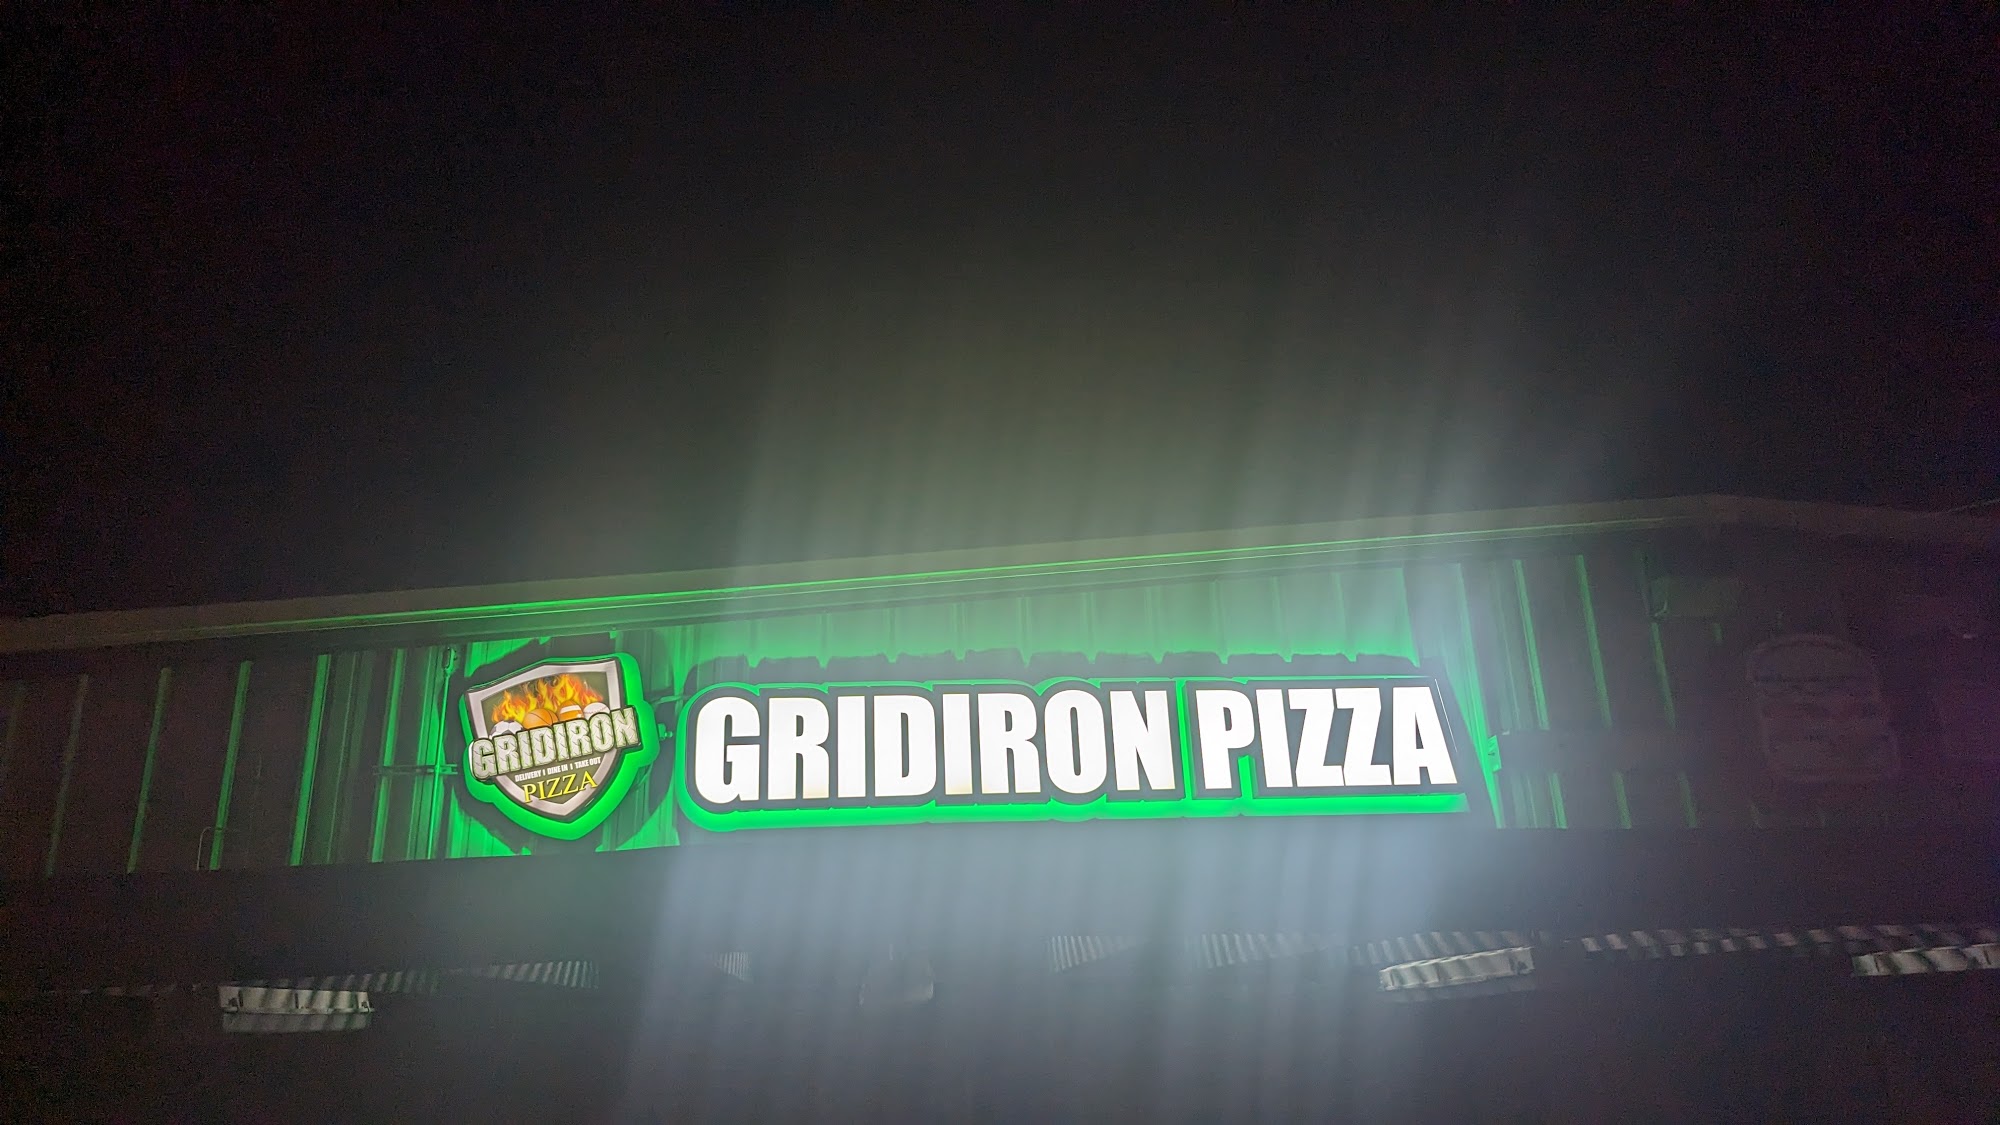 GRIDIRON
DELIVERY | DINE IN | TAKE OUT
PIZZA
GRIDIRON PIZZA